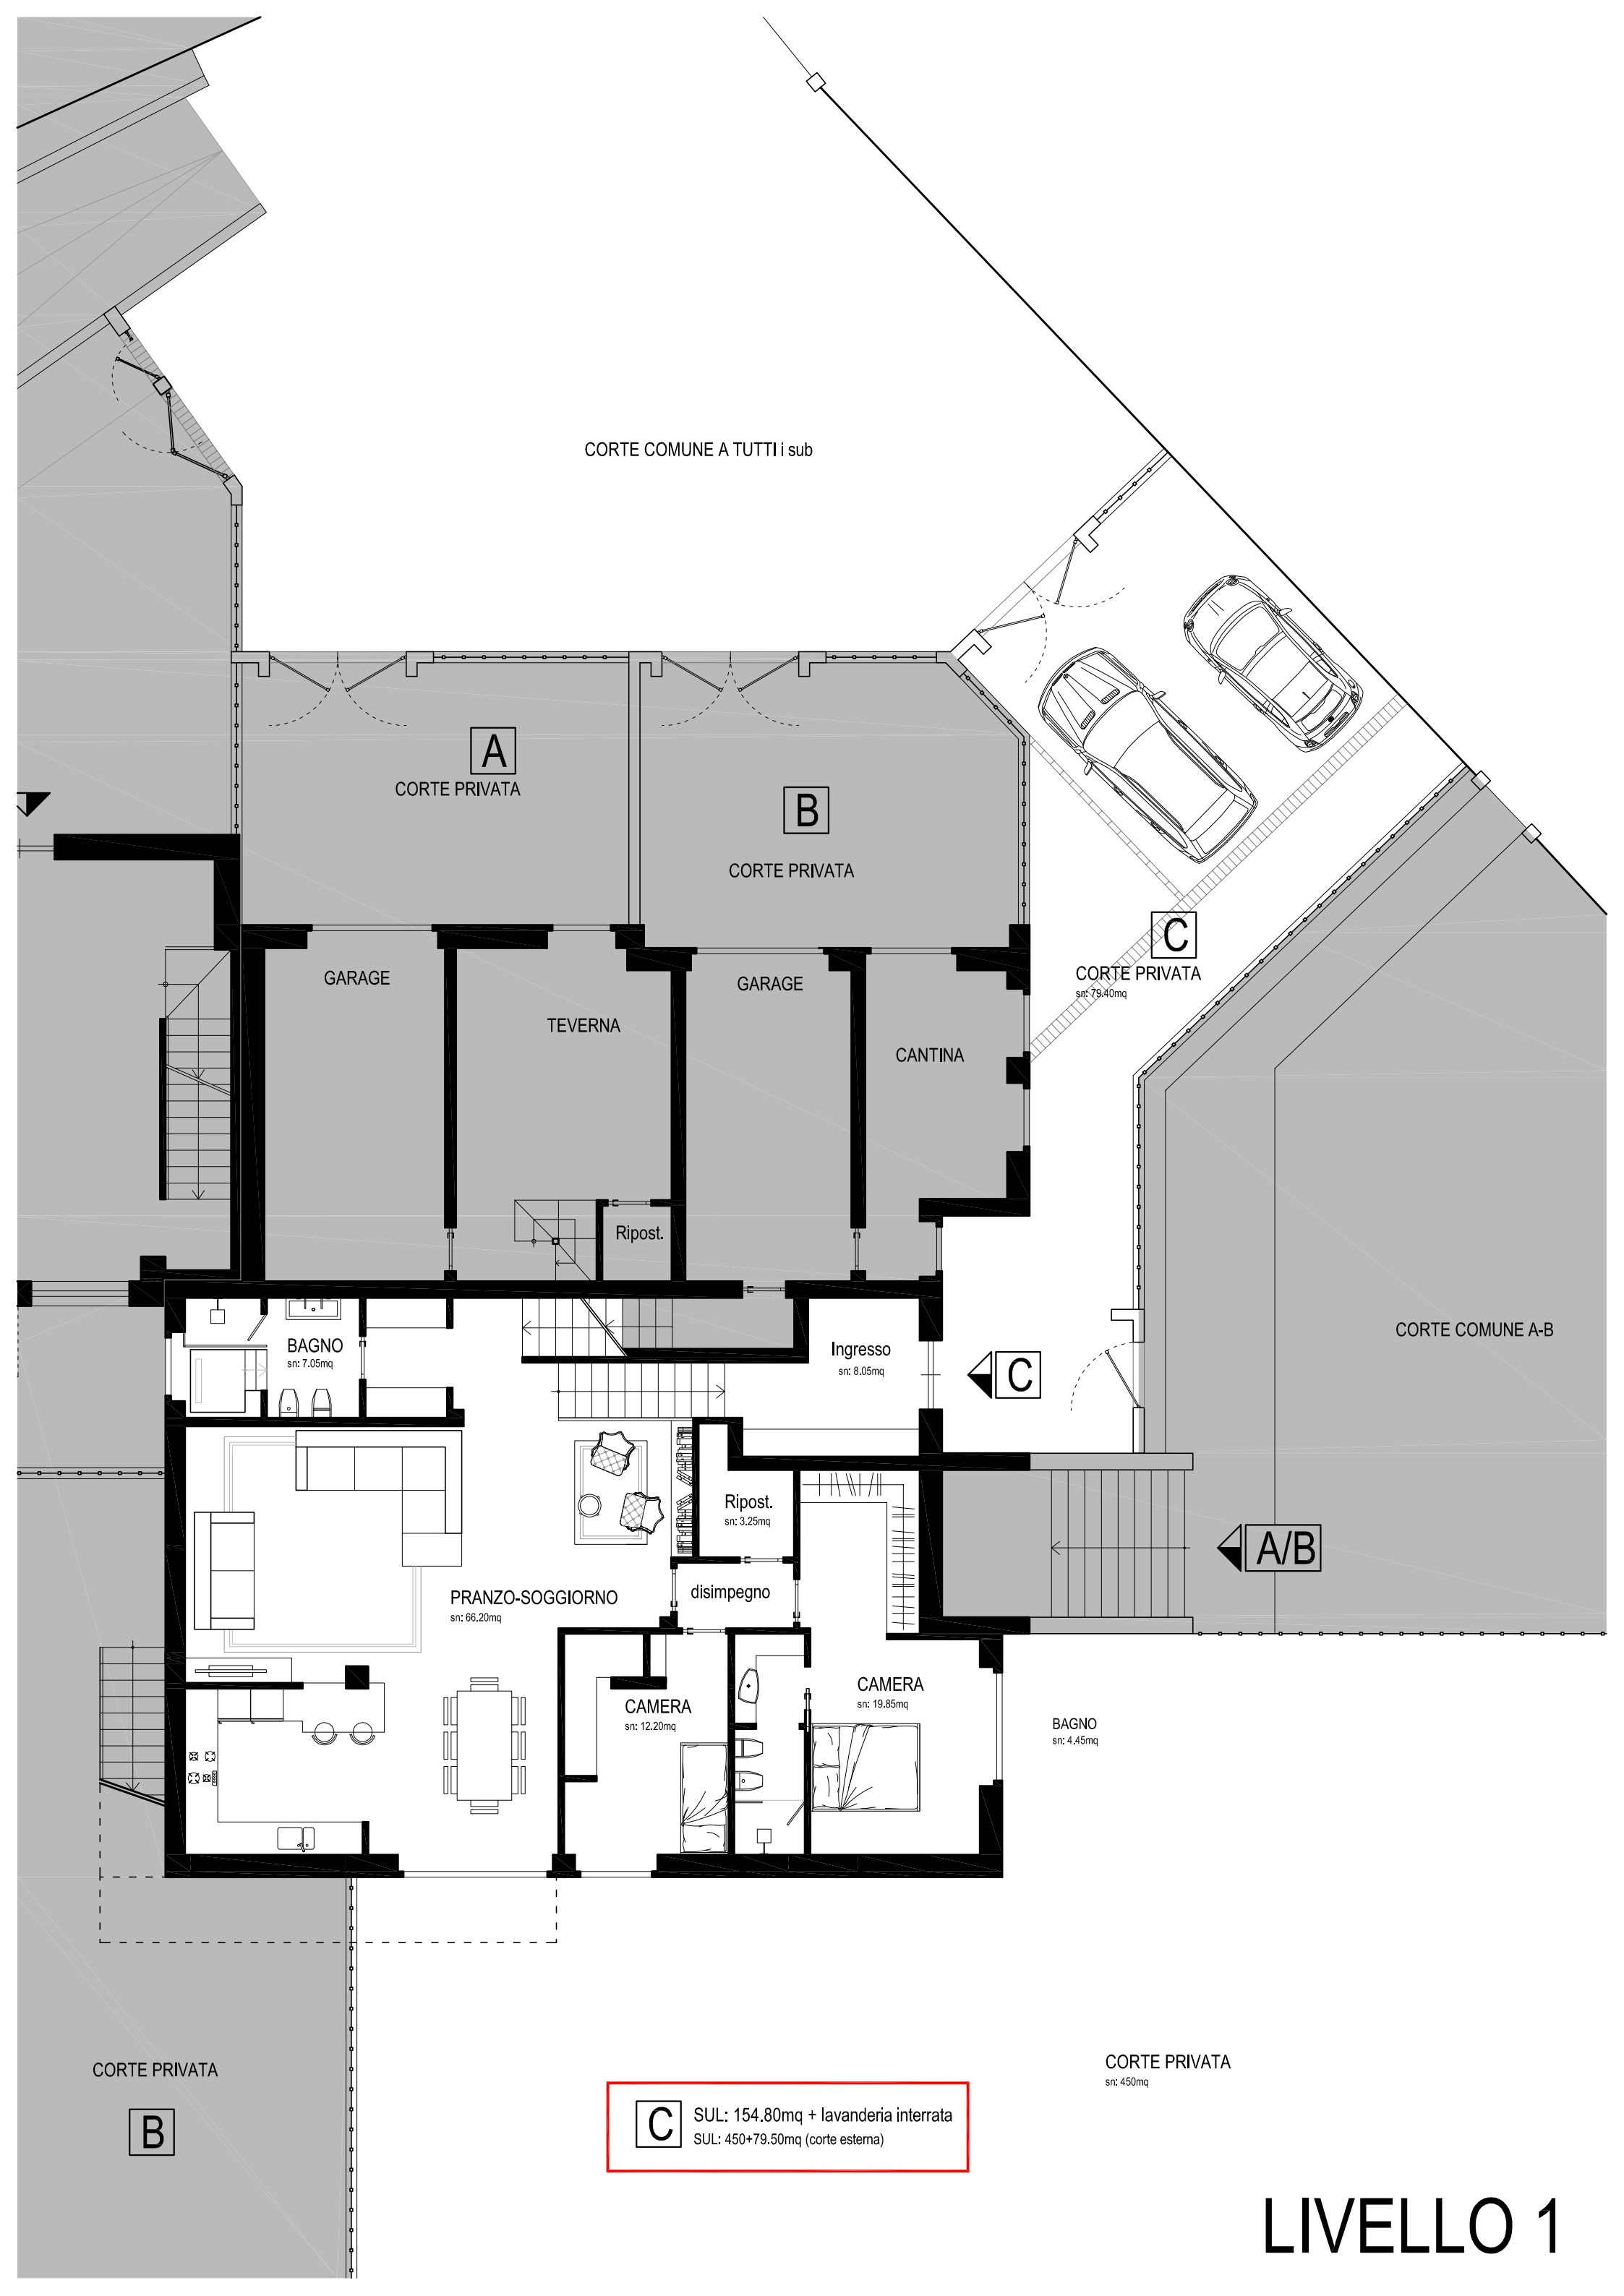 CORTE COMUNE A TUTTI i sub
A
CORTE PRIVATA
B
CORTE PRIVATA
C
CORTE PRIVATA
sn: 79.40mq
GARAGE
GARAGE
TEVERNA
CANTINA
Ripost.
BAGNO
sn: 7.05mq
Ingresso
sn: 8.05mq
C
CORTE COMUNE A-B
Ripost.
sn: 3.25mq
A/B
disimpegno
PRANZO-SOGGIORNO
sn: 66.20mq
CAMERA
sn: 12.20mq
CAMERA
sn: 19.85mq
BAGNO
sn: 4.45mq
CORTE PRIVATA
B
CORTE PRIVATA
sn: 450mq
C
SUL: 154.80mq + lavanderia interrata
SUL: 450+79.50mq (corte esterna)
LIVELLO 1